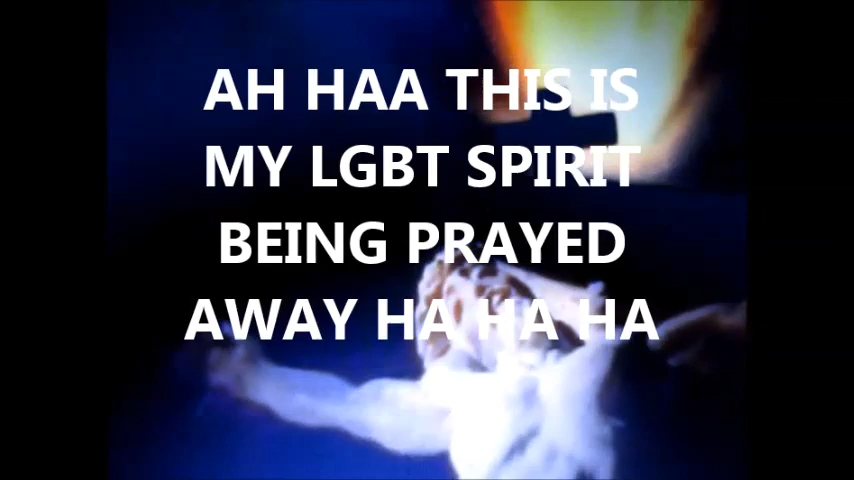 AH HAA THIS IS
MY LGBT SPIRIT
BEING PRAYED
AWAY HA HA HA